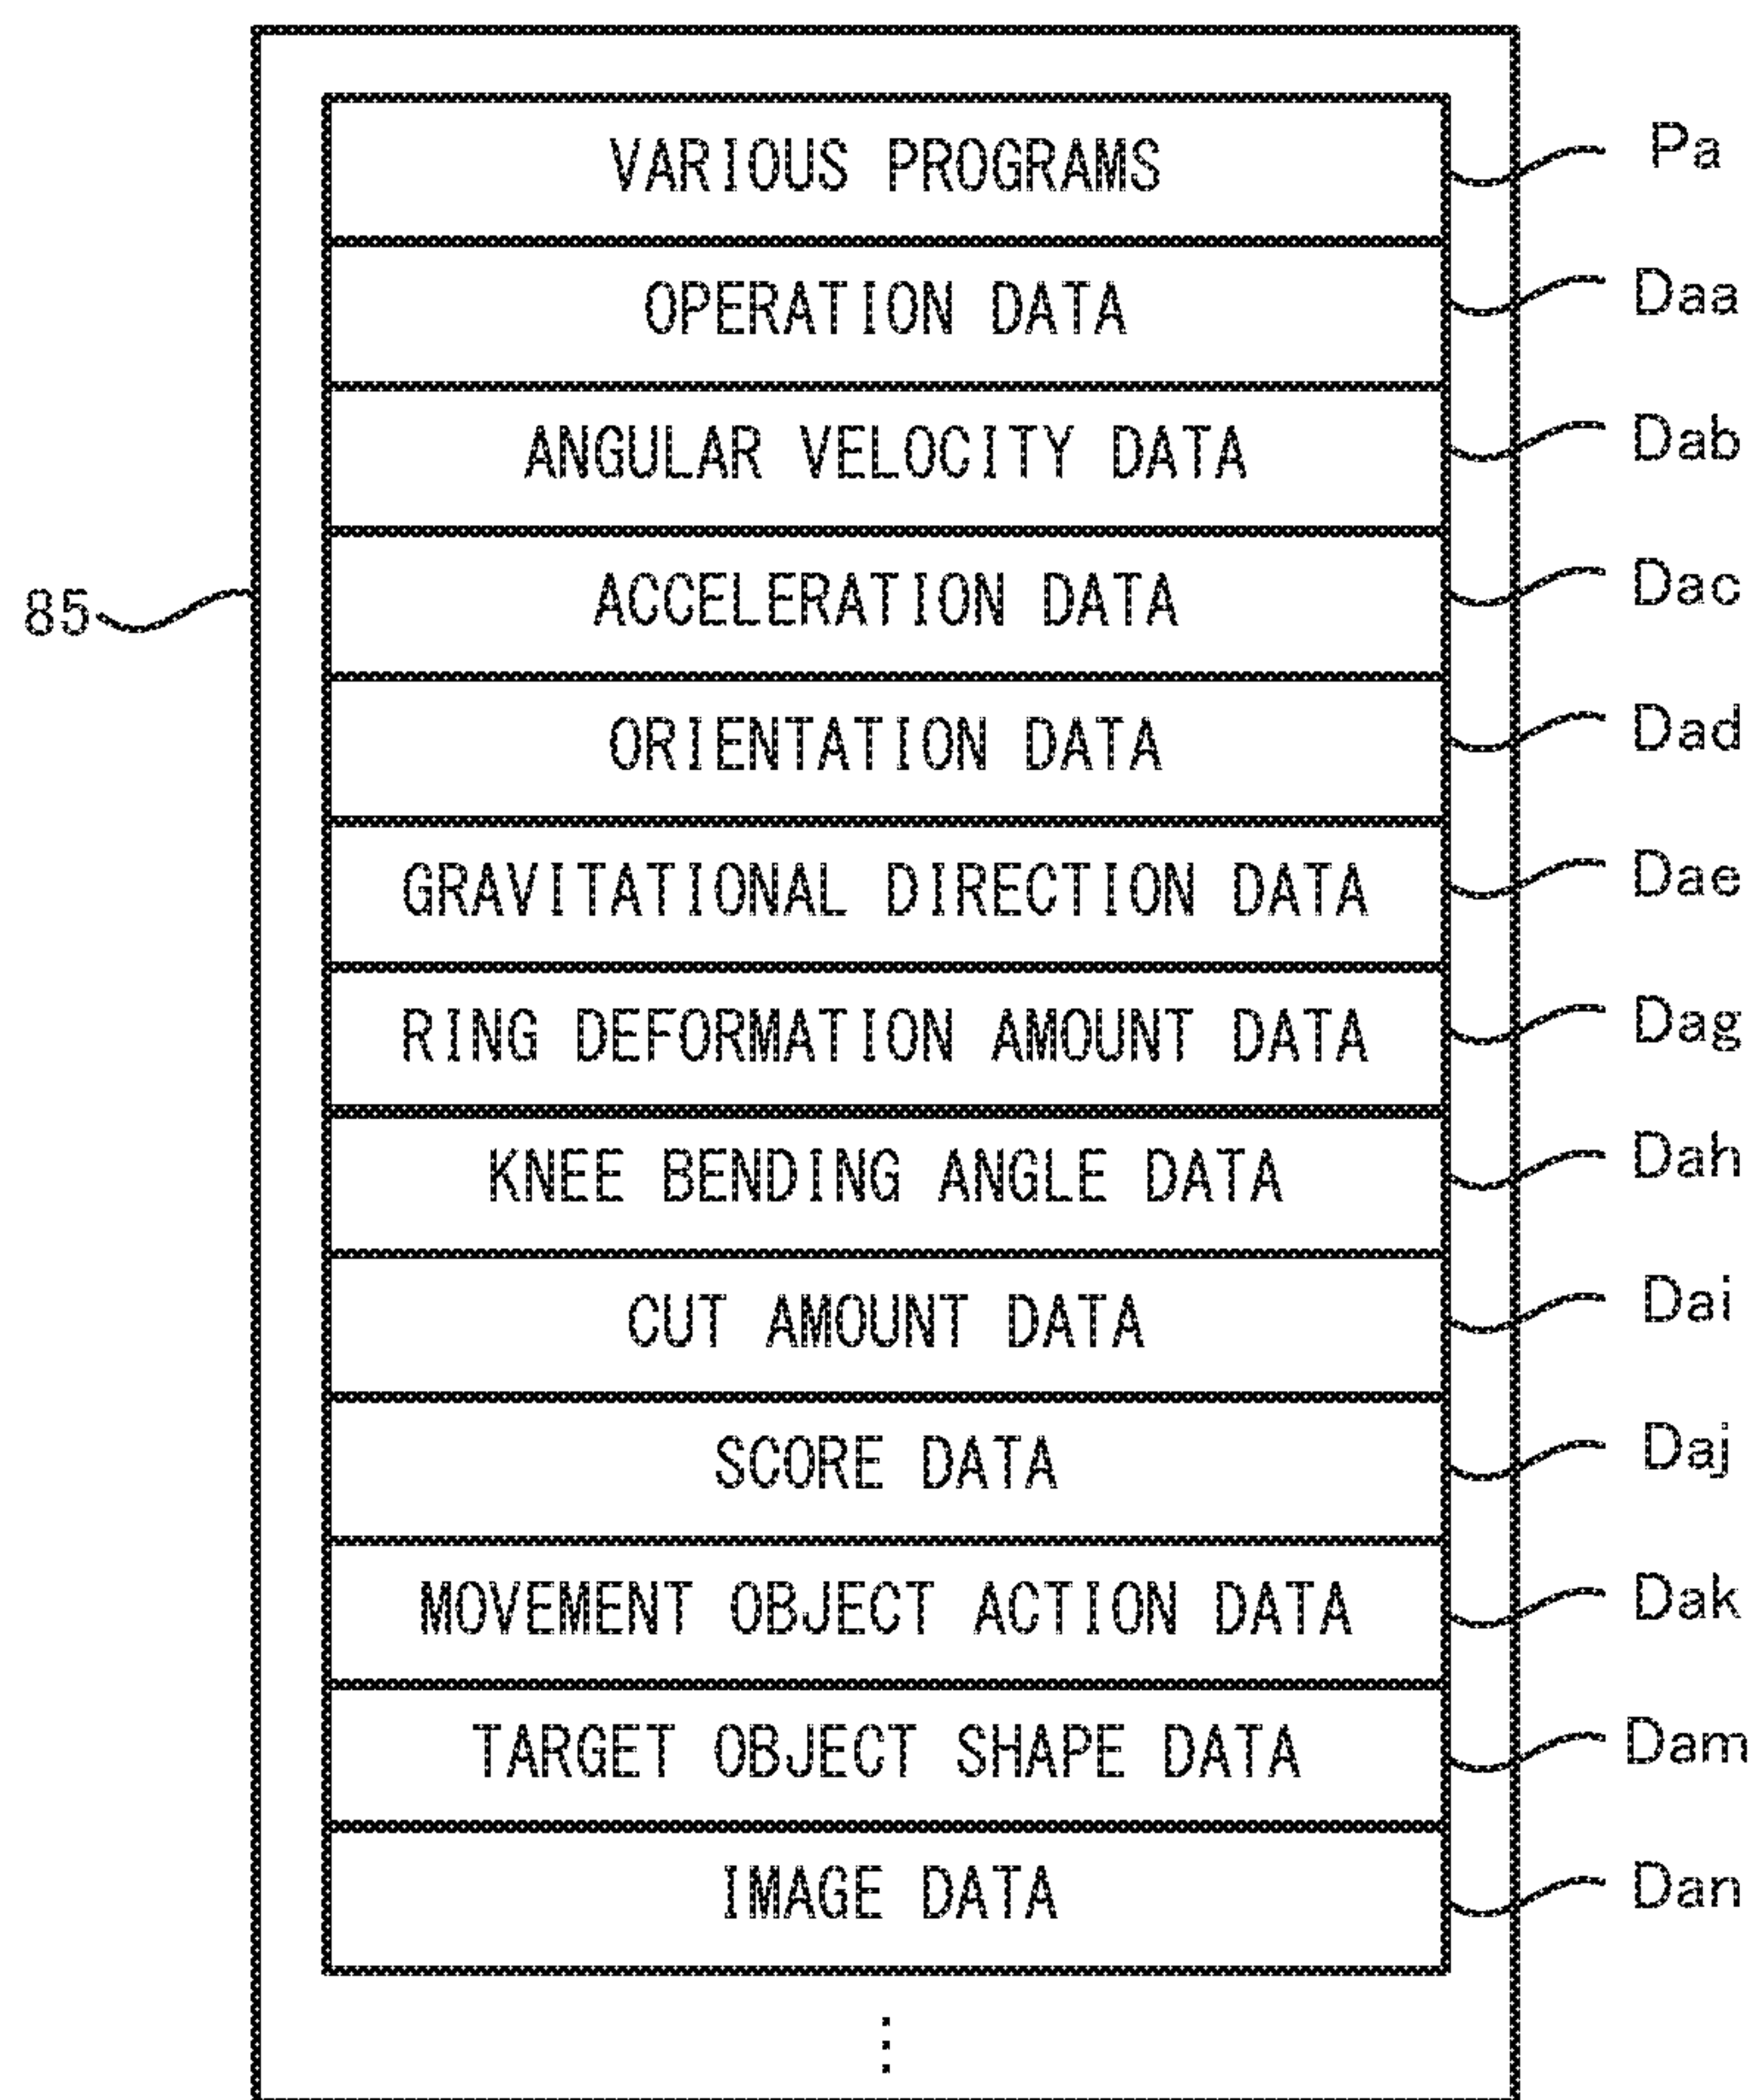 VARIOUS PROGRAMS Pa
OPERATION DATA Daa
ANGULAR VELOCITY DATA Dab
85 ACCELERATION DATA Dac
ORIENTATION DATA Dad
GRAVITATIONAL DIRECTION DATA Dae
RING DEFORMATION AMOUNT DATA Dag
KNEE BENDING ANGLE DATA Dah
CUT AMOUNT DATA Dai
SCORE DATA Daj
MOVEMENT OBJECT ACTION DATA Dak
TARGET OBJECT SHAPE DATA Dam
IMAGE DATA Dan
⋮